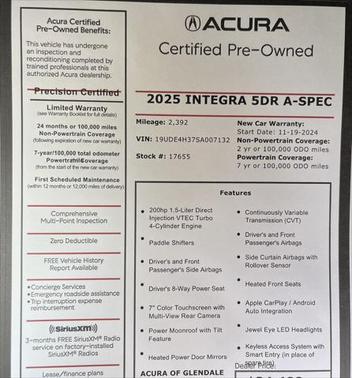 Acura Certified
Pre-Owned Benefits:
This vehicle has undergone
an inspection and
reconditioning completed by
trained professionals at this
authorized Acura dealership.
Precision Certified
Limited Warranty
(see Warranty Booklet for full details)
24 months or 100,000 miles
Non-Powertrain Coverage
(following expiration of new car warranty)
7-year/100,000 total odometer
Powertrain Coverage
(from the start of the new car warranty)
First Scheduled Maintenance
(within 12 months or 12,000 miles of delivery)
Comprehensive
Multi-Point Inspection
Zero Deductible
FREE Vehicle History
Report Available
•Concierge Services
•Emergency roadside assistance
•Trip interruption expense
reimbursement
SiriusXM
3-months FREE SiriusXM® Radio
service on factory-installed
SiriusXM® Radios
Lease/finance plans
ACURA
Certified Pre-Owned
2025 INTEGRA 5DR A-SPEC
Mileage: 2,392
VIN: 19UDE4H37SA007132
Stock #: 17655
New Car Warranty:
Start Date: 11-19-2024
Non-Powertrain Coverage:
2 yr or 100,000 ODO miles
Powertrain Coverage:
7 yr or 100,000 ODO miles
Features
• 200hp 1.5-Liter Direct
Injection VTEC Turbo
4-Cylinder Engine
• Paddle Shifters
• Driver's and Front
Passenger's Side Airbags
• Driver's 8-Way Power Seat
• 7" Color Touchscreen with
Multi-View Rear Camera
• Power Moonroof with Tilt
Feature
• Heated Power Door Mirrors
• Continuously Variable
Transmission (CVT)
• Driver's and Front
Passenger's Airbags
• Side Curtain Airbags with
Rollover Sensor
• Heated Front Seats
• Apple CarPlay / Android
Auto Integration
• Jewel Eye LED Headlights
• Keyless Access System with
Smart Entry (in place of
ACURA OF GLENDALE
Dealer Price: